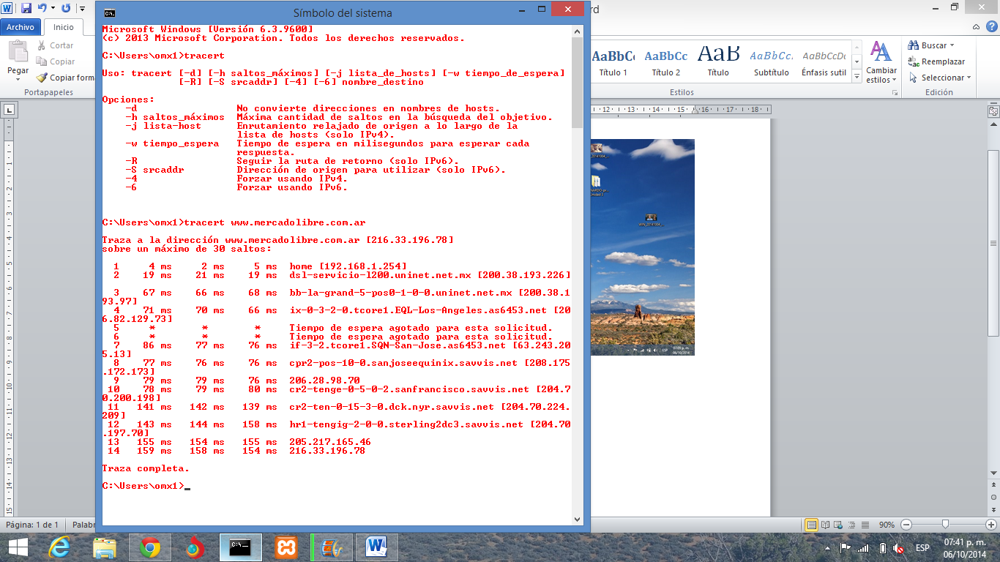 Símbolo del sistema
rd
Archivo
Inicio
Cortar
Copiar
Copiar form
Pegar
Portapapeles
AaBbCc
AaBbCc
AaB
AaBbCc.
AaBbCcDc
Título 1
Título 2
Título
Subtítulo
Énfasis sutil
Cambiar
estilos
Estilos
Buscar
Reemplazar
Seleccionar
Edición
Microsoft Windows [Versión 6.3.9600]
(c) 2013 Microsoft Corporation. Todos los derechos reservados.
C:\Users\omx1>tracert
Uso: tracert [-d] [-h saltos_máximos] [-j lista_de_hosts] [-w tiempo_de_espera]
[-R] [-S srcaddr] [-4] [-6] nombre_destino
Opciones:
-d No convierte direcciones en nombres de hosts.
-h saltos_máximos Máxima cantidad de saltos en la búsqueda del objetivo.
-j lista-host Enrutamiento relajado de origen a lo largo de la
lista de hosts (solo IPv4).
-w tiempo_espera Tiempo de espera en milisegundos para esperar cada
respuesta.
-R Seguir la ruta de retorno (solo IPv6).
-S srcaddr Dirección de origen para utilizar (solo IPv6).
-4 Forzar usando IPv4.
-6 Forzar usando IPv6.
C:\Users\omx1>tracert www.mercadolibre.com.ar
Traza a la dirección www.mercadolibre.com.ar [216.33.196.78]
sobre un máximo de 30 saltos:
1 4 ms 2 ms 5 ms home [192.168.1.254]
2 19 ms 21 ms 19 ms dsl-servicio-l200.uninet.net.mx [200.38.193.226]
3 67 ms 66 ms 68 ms bb-la-grand-5-pos0-1-0-0.uninet.net.mx [200.38.1
93.97]
4 71 ms 70 ms 66 ms ix-0-3-2-0.tcore1.EQL-Los-Angeles.as6453.net [20
6.82.129.73]
5 * * * Tiempo de espera agotado para esta solicitud.
6 * * * Tiempo de espera agotado para esta solicitud.
7 86 ms 77 ms 76 ms if-3-2.tcore1.SQN-San-Jose.as6453.net [63.243.20
5.13]
8 77 ms 76 ms 76 ms cpr2-pos-10-0.sanjoseequinix.savvis.net [208.175
.172.173]
9 79 ms 79 ms 76 ms 206.28.98.70
10 78 ms 79 ms 80 ms cr2-tenge-0-5-0-2.sanfrancisco.savvis.net [204.7
0.200.198]
11 141 ms 142 ms 139 ms cr2-ten-0-15-3-0.dck.nyr.savvis.net [204.70.224.
209]
12 143 ms 144 ms 158 ms hr1-tengig-2-0-0.sterling2dc3.savvis.net [204.70
.197.70]
13 155 ms 154 ms 155 ms 205.217.165.46
14 159 ms 158 ms 154 ms 216.33.196.78
Traza completa.
C:\Users\omx1>_
Página: 1 de 1
Palab
90%
ESP
07:41 p. m.
06/10/2014